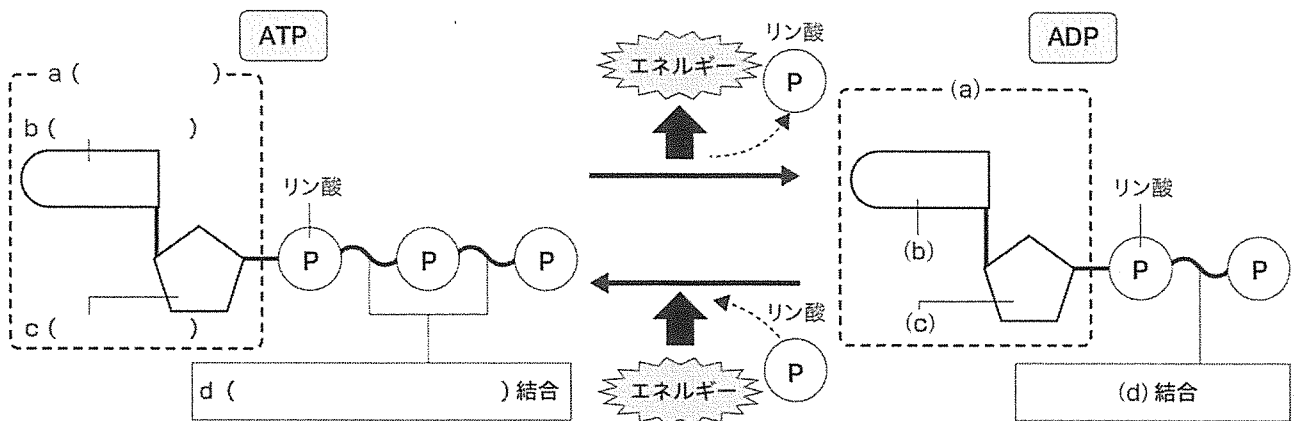 ATP
a ( )
b ( )
リン酸
P
P
P
c ( )
d ( )結合
エネルギー
リン酸
P
リン酸
P
エネルギー
ADP
(a)
(b)
リン酸
P
P
(c)
(d)結合